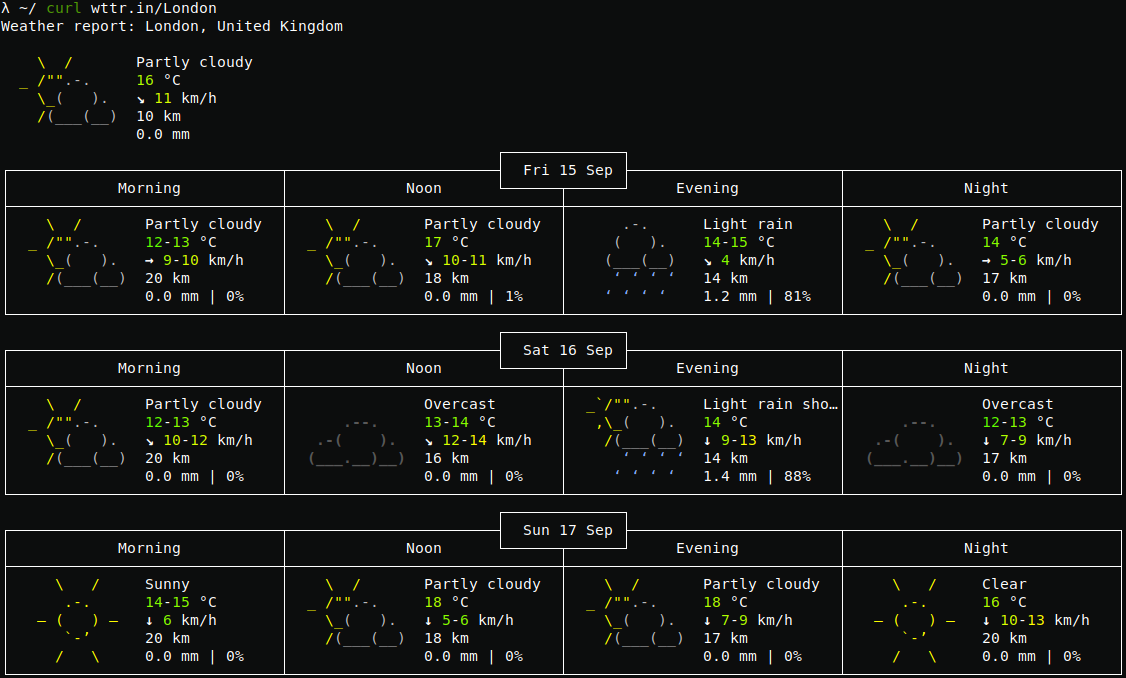 λ ~/ curl wttr.in/London
Weather report: London, United Kingdom
Partly cloudy
16 °C
↘ 11 km/h
10 km
0.0 mm
Fri 15 Sep
Morning Noon Evening Night
Partly cloudy Partly cloudy Light rain Partly cloudy
12-13 °C 17 °C 14-15 °C 14 °C
→ 9-10 km/h ↘ 10-11 km/h ↘ 4 km/h → 5-6 km/h
20 km 18 km 14 km 17 km
0.0 mm | 0% 0.0 mm | 1% 1.2 mm | 81% 0.0 mm | 0%
Sat 16 Sep
Morning Noon Evening Night
Partly cloudy Overcast Light rain sho… Overcast
12-13 °C 13-14 °C 14 °C 12-13 °C
↘ 10-12 km/h ↘ 12-14 km/h ↓ 9-13 km/h ↓ 7-9 km/h
20 km 16 km 14 km 17 km
0.0 mm | 0% 0.0 mm | 0% 1.4 mm | 88% 0.0 mm | 0%
Sun 17 Sep
Morning Noon Evening Night
Sunny Partly cloudy Partly cloudy Clear
14-15 °C 18 °C 18 °C 16 °C
↓ 6 km/h ↓ 5-6 km/h ↓ 7-9 km/h ↓ 10-13 km/h
20 km 18 km 17 km 20 km
0.0 mm | 0% 0.0 mm | 0% 0.0 mm | 0% 0.0 mm | 0%